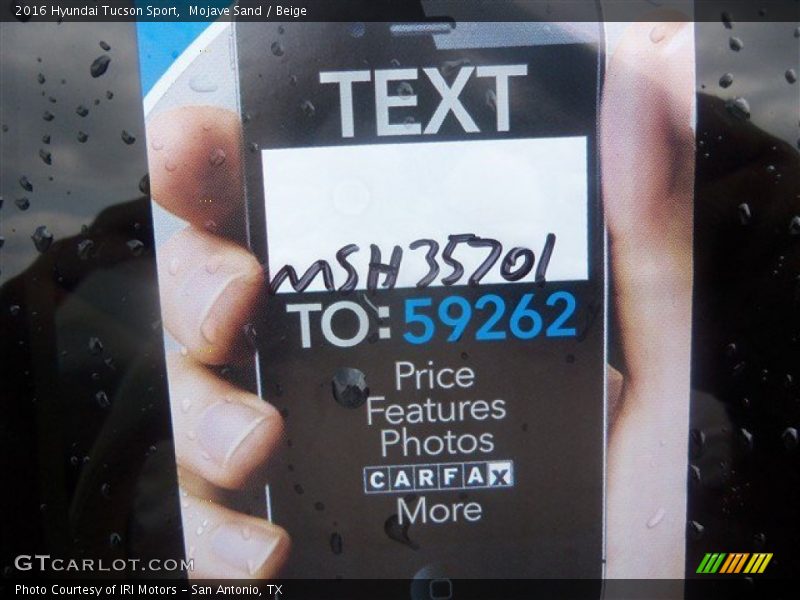 2016 Hyundai Tucson Sport,  Mojave Sand / Beige
TEXT
MSH35701
TO: 59262
Price
Features
Photos
CARFAX
More
GTCARLOT.COM
Photo Courtesy of IRI Motors - San Antonio, TX